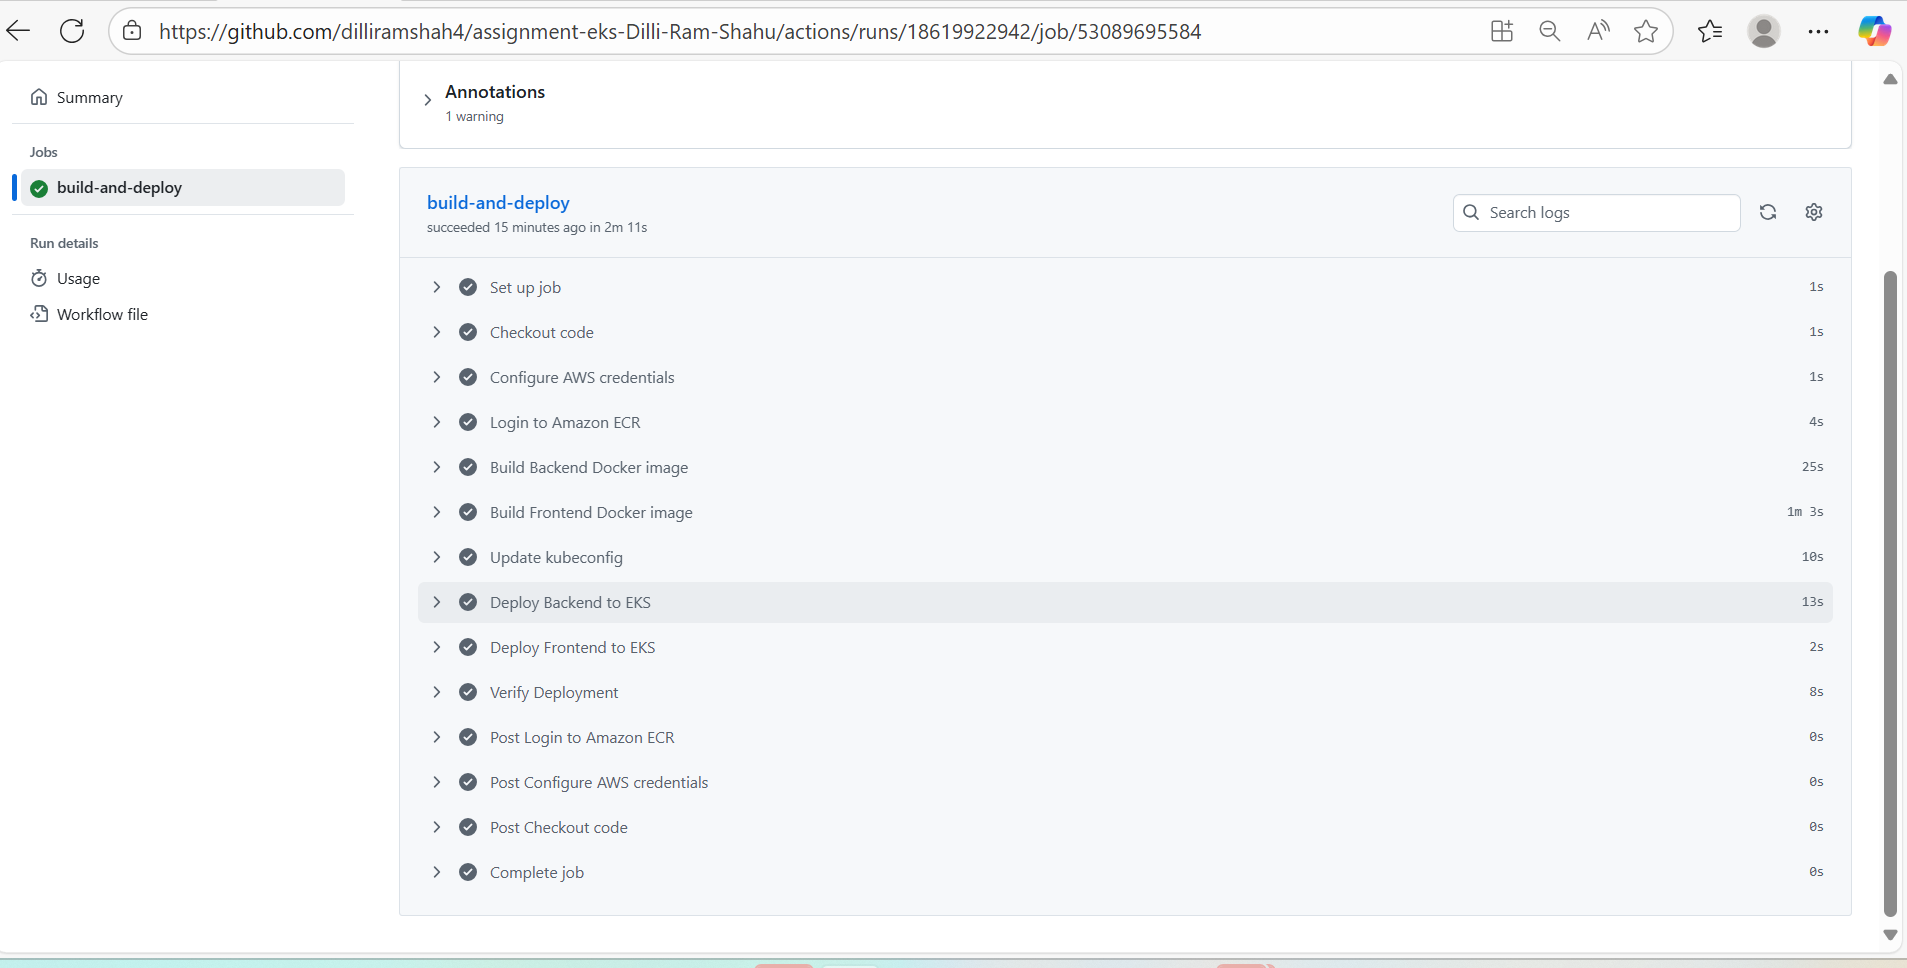 https://github.com/dilliramshah4/assignment-eks-Dilli-Ram-Shahu/actions/runs/18619922942/job/53089695584
Summary
Jobs
build-and-deploy
Run details
Usage
Workflow file
Annotations
1 warning
build-and-deploy
succeeded 15 minutes ago in 2m 11s
Search logs
Set up job 1s
Checkout code 1s
Configure AWS credentials 1s
Login to Amazon ECR 4s
Build Backend Docker image 25s
Build Frontend Docker image 1m 3s
Update kubeconfig 10s
Deploy Backend to EKS 13s
Deploy Frontend to EKS 2s
Verify Deployment 8s
Post Login to Amazon ECR 0s
Post Configure AWS credentials 0s
Post Checkout code 0s
Complete job 0s